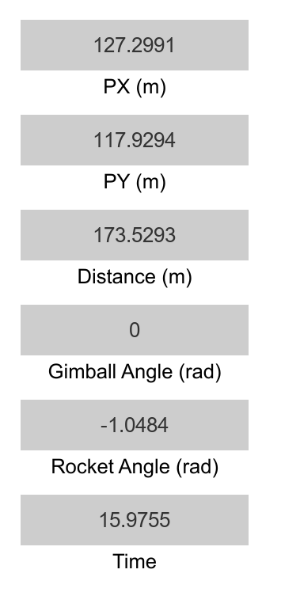 127.2991
PX (m)
117.9294
PY (m)
173.5293
Distance (m)
0
Gimball Angle (rad)
-1.0484
Rocket Angle (rad)
15.9755
Time